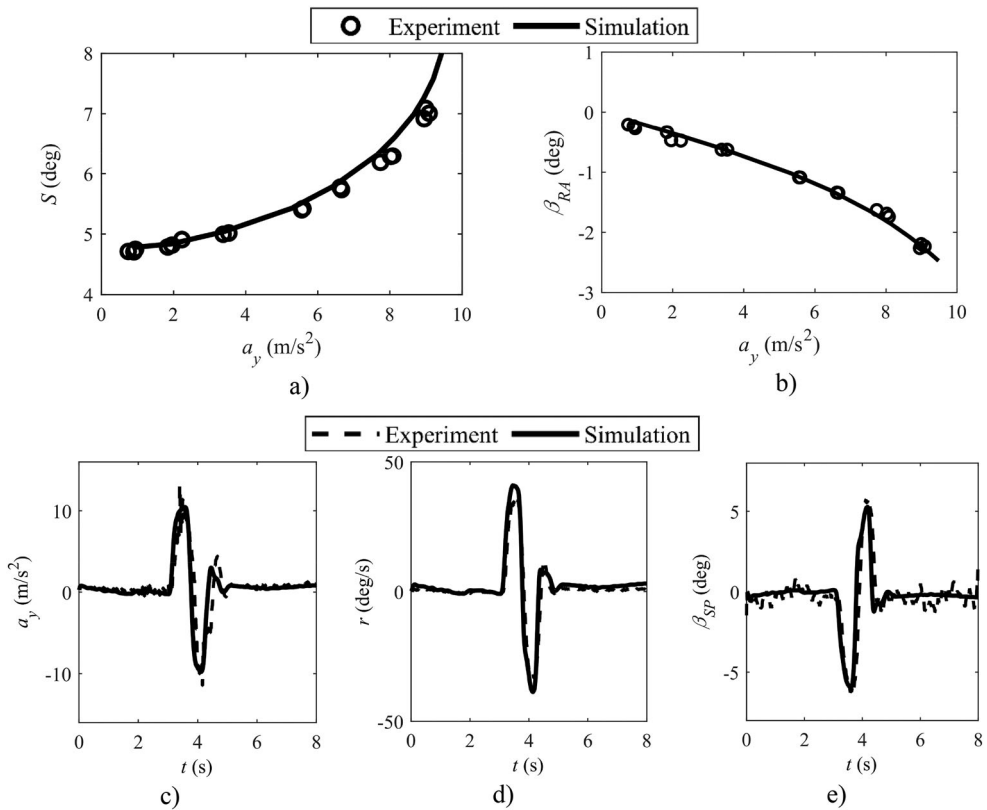 Experiment Simulation
8
7
6
5
4
S (deg)
0 2 4 6 8 10
a_y (m/s²)
a)
1
0
-1
-2
-3
β_RA (deg)
0 2 4 6 8 10
a_y (m/s²)
b)
Experiment Simulation
10
0
-10
a_y (m/s²)
0 2 4 6 8
t (s)
c)
50
0
-50
r (deg/s)
0 2 4 6 8
t (s)
d)
5
0
-5
β_SP (deg)
0 2 4 6 8
t (s)
e)